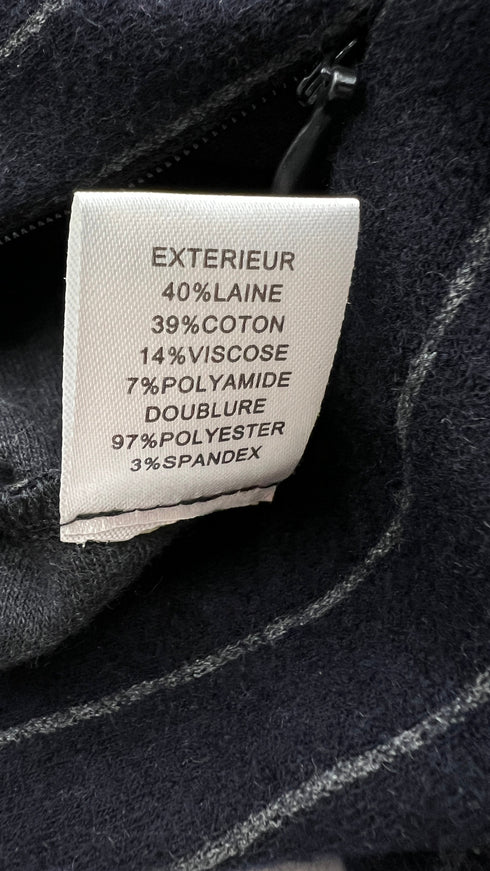 EXTERIEUR
40%LAINE
39%COTON
14%VISCOSE
7%POLYAMIDE
DOUBLURE
97%POLYESTER
3%SPANDEX